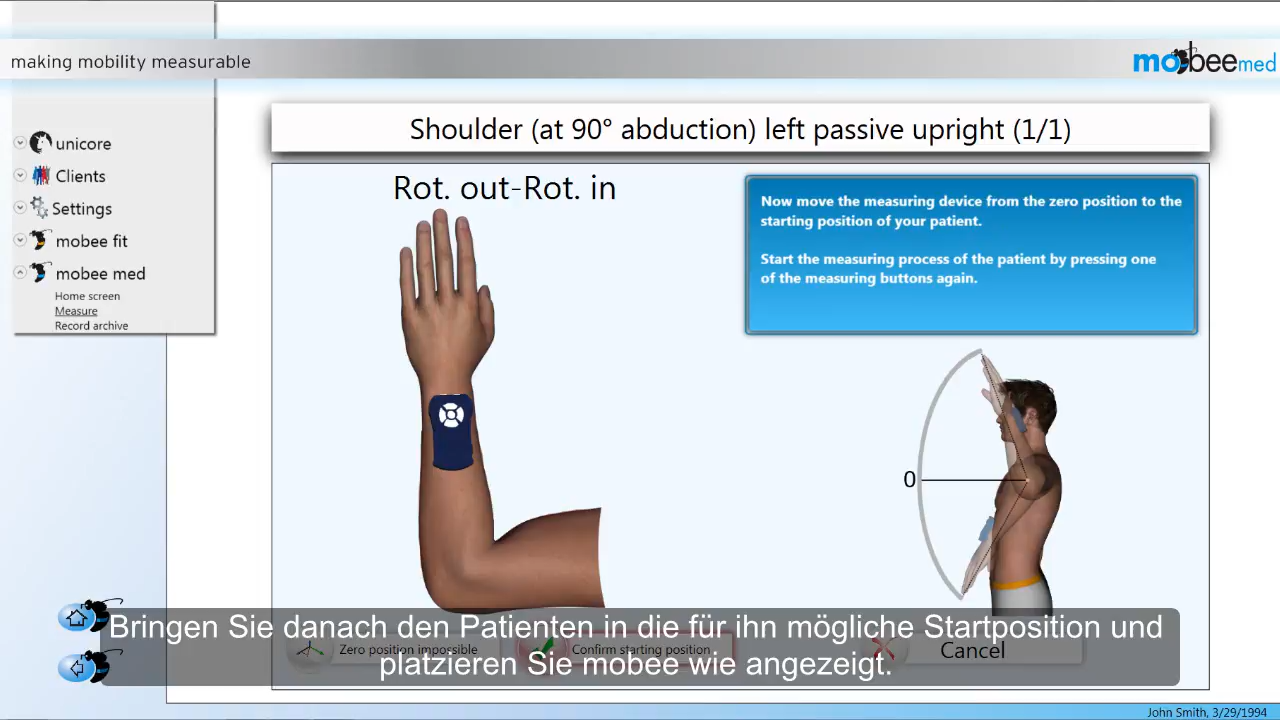 making mobility measurable
mobeemed
unicore
Clients
Settings
mobee fit
mobee med
Home screen
Measure
Record archive
Shoulder (at 90° abduction) left passive upright (1/1)
Rot. out-Rot. in
Now move the measuring device from the zero position to the
starting position of your patient.
Start the measuring process of the patient by pressing one
of the measuring buttons again.
0
Zero position impossible
Confirm starting position
Cancel
Bringen Sie danach den Patienten in die für ihn mögliche Startposition und
platzieren Sie mobee wie angezeigt.
John Smith, 3/29/1994